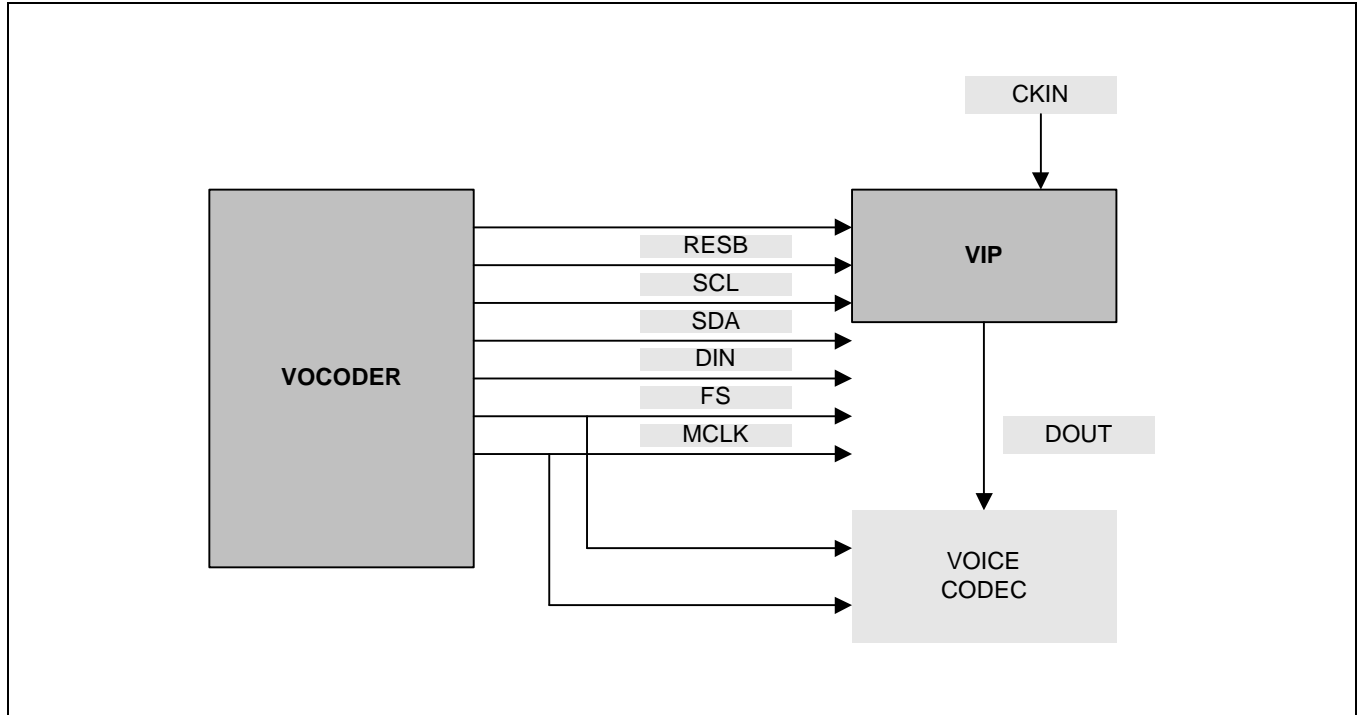 CKIN
VOCODER
RESB
SCL
SDA
DIN
FS
MCLK
VIP
DOUT
VOICE
CODEC